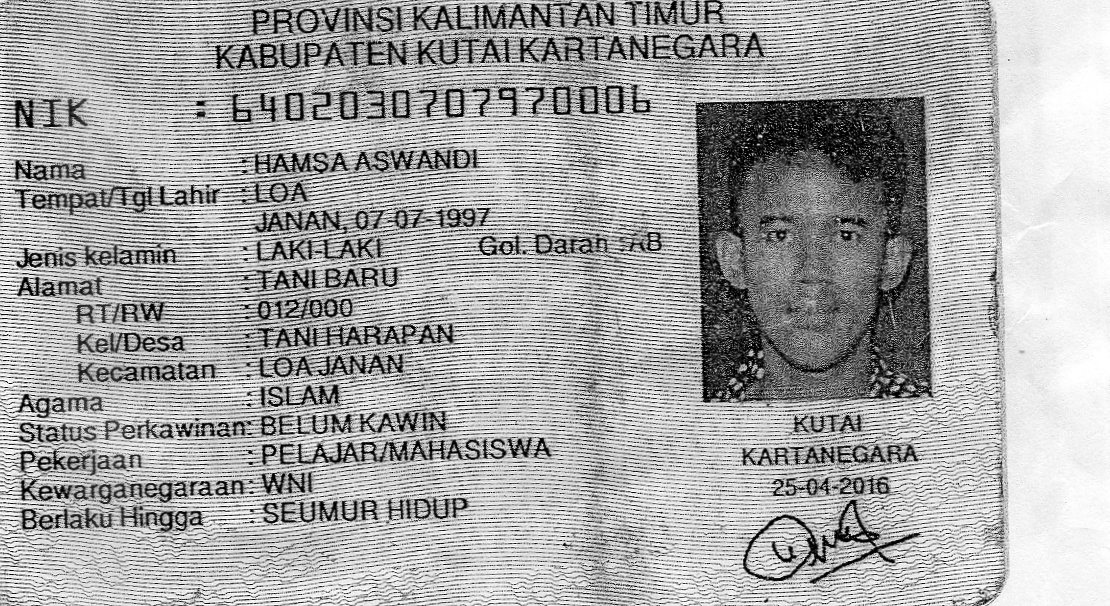 PROVINSI KALIMANTAN TIMUR
KABUPATEN KUTAI KARTANEGARA
NIK : 6402030707970006
Nama : HAMSA ASWANDI
Tempat/Tgl Lahir : LOA
JANAN, 07-07-1997
Jenis kelamin : LAKI-LAKI Gol. Darah : AB
Alamat : TANI BARU
RT/RW : 012/000
Kel/Desa : TANI HARAPAN
Kecamatan : LOA JANAN
Agama : ISLAM
Status Perkawinan: BELUM KAWIN
Pekerjaan : PELAJAR/MAHASISWA
Kewarganegaraan: WNI
Berlaku Hingga : SEUMUR HIDUP
KUTAI
KARTANEGARA
25-04-2016